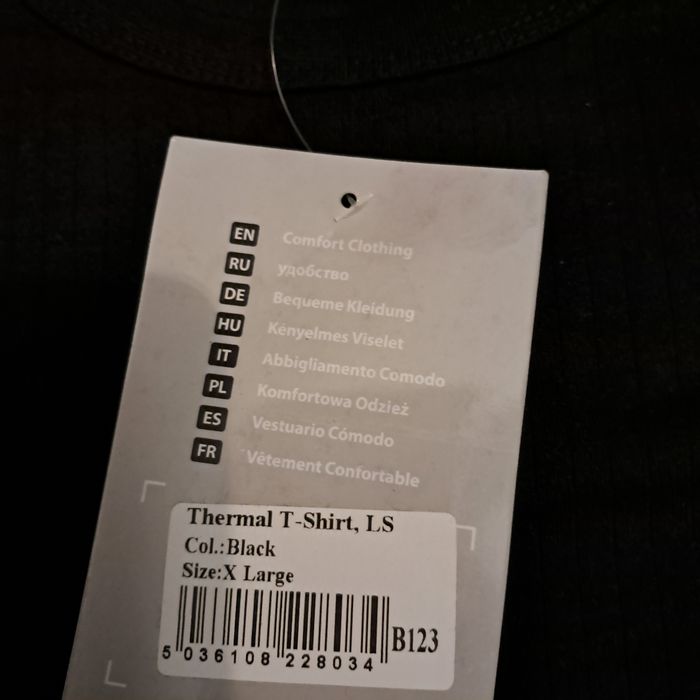 EN Comfort Clothing
RU удобство
DE Bequeme Kleidung
HU Kényelmes Viselet
IT Abbigliamento Comodo
PL Komfortowa Odzież
ES Vestuario Cómodo
FR Vêtement Confortable
Thermal T-Shirt, LS
Col.:Black
Size:X Large
B123
5 036108 228034